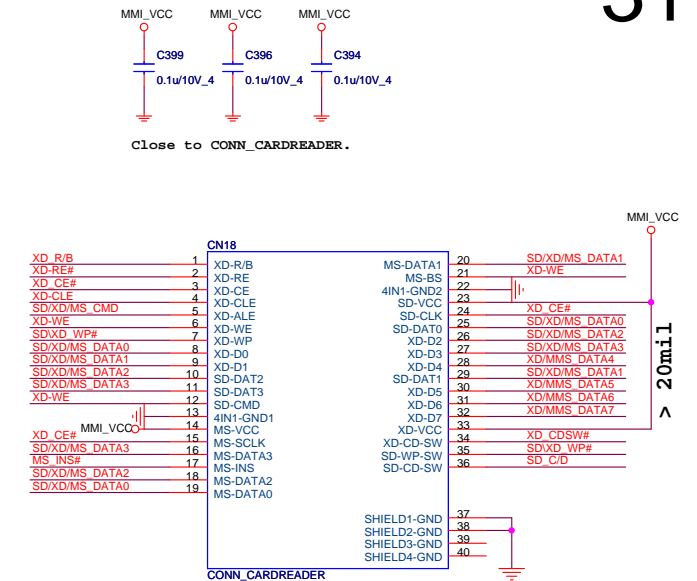 MMI_VCC MMI_VCC MMI_VCC
C399 C396 C394
0.1u/10V_4 0.1u/10V_4 0.1u/10V_4
Close to CONN_CARDREADER.
MMI_VCC
CN18
XD_R/B 1 XD-R/B MS-DATA1 20 SD/XD/MS_DATA1
XD-RE# 2 XD-RE MS-BS 21 XD-WE
XD_CE# 3 XD-CE 4IN1-GND2 22
XD-CLE 4 XD-CLE SD-VCC 23
SD/XD/MS_CMD 5 XD-ALE SD-CLK 24 XD_CE#
XD-WE 6 XD-WE SD-DAT0 25 SD/XD/MS_DATA0
SD/XD_WP# 7 XD-WP XD-D2 26 SD/XD/MS_DATA2
SD/XD/MS_DATA0 8 XD-D0 XD-D3 27 SD/XD/MS_DATA3
SD/XD/MS_DATA1 9 XD-D1 XD-D4 28 XD/MMS_DATA4
SD/XD/MS_DATA2 10 SD-DAT2 SD-DAT1 29 SD/XD/MS_DATA1
SD/XD/MS_DATA3 11 SD-DAT3 XD-D5 30 XD/MMS_DATA5
XD-WE 12 SD-CMD XD-D6 31 XD/MMS_DATA6
13 4IN1-GND1 XD-D7 32 XD/MMS_DATA7
MMI_VCC 14 MS-VCC XD-VCC 33
XD_CE# 15 MS-SCLK XD-CD-SW 34 XD_CDSW#
SD/XD/MS_DATA3 16 MS-DATA3 SD-WP-SW 35 SD\XD_WP#
MS_INS# 17 MS-INS SD-CD-SW 36 SD_C/D
SD/XD/MS_DATA2 18 MS-DATA2
SD/XD/MS_DATA0 19 MS-DATA0
> 20mil
SHIELD1-GND 37
SHIELD2-GND 38
SHIELD3-GND 39
SHIELD4-GND 40
CONN_CARDREADER